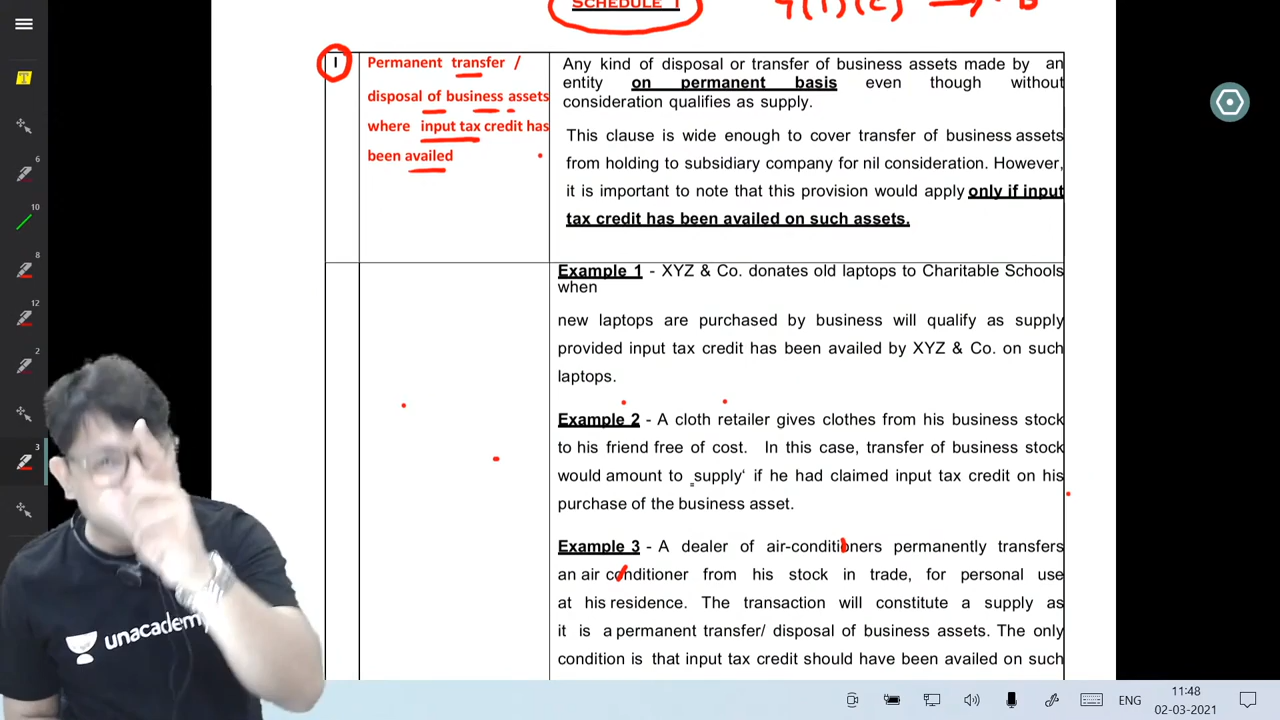 SCHEDULE 1
1
Permanent transfer /
disposal of business assets
where input tax credit has
been availed
Any kind of disposal or transfer of business assets made by an
entity on permanent basis even though without
consideration qualifies as supply.
This clause is wide enough to cover transfer of business assets
from holding to subsidiary company for nil consideration. However,
it is important to note that this provision would apply only if input
tax credit has been availed on such assets.
Example 1 - XYZ & Co. donates old laptops to Charitable Schools
when
new laptops are purchased by business will qualify as supply
provided input tax credit has been availed by XYZ & Co. on such
laptops.
Example 2 - A cloth retailer gives clothes from his business stock
to his friend free of cost. In this case, transfer of business stock
would amount to „supply‘ if he had claimed input tax credit on his
purchase of the business asset.
Example 3 - A dealer of air-conditioners permanently transfers
an air conditioner from his stock in trade, for personal use
at his residence. The transaction will constitute a supply as
it is a permanent transfer/ disposal of business assets. The only
condition is that input tax credit should have been availed on such
T
6
10
8
12
2
3
unacademy
ENG
11:48
02-03-2021